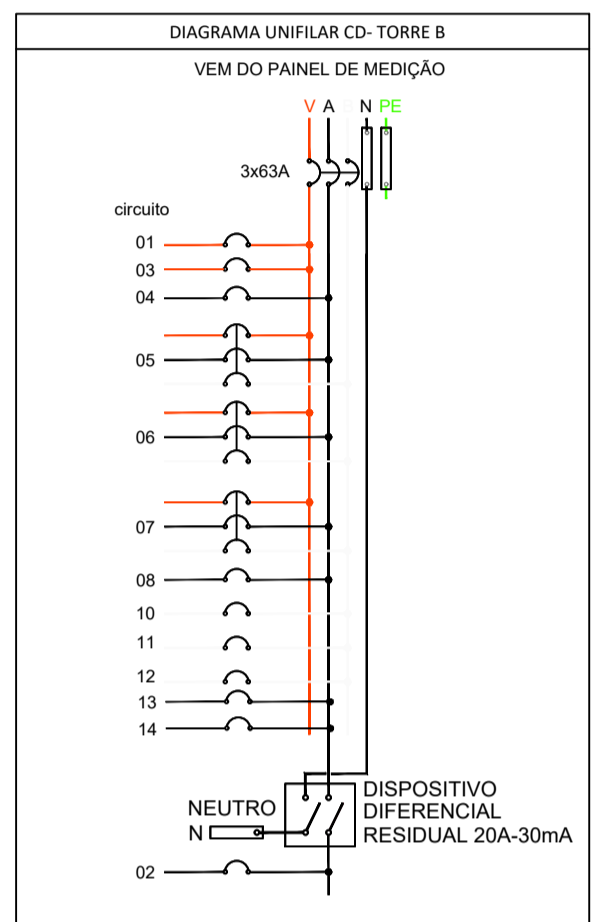 DIAGRAMA UNIFILAR CD- TORRE B
VEM DO PAINEL DE MEDIÇÃO
V A B N PE
3x63A
circuito
01
03
04
05
06
07
08
10
11
12
13
14
DISPOSITIVO
DIFERENCIAL
RESIDUAL 20A-30mA
NEUTRO
N
02